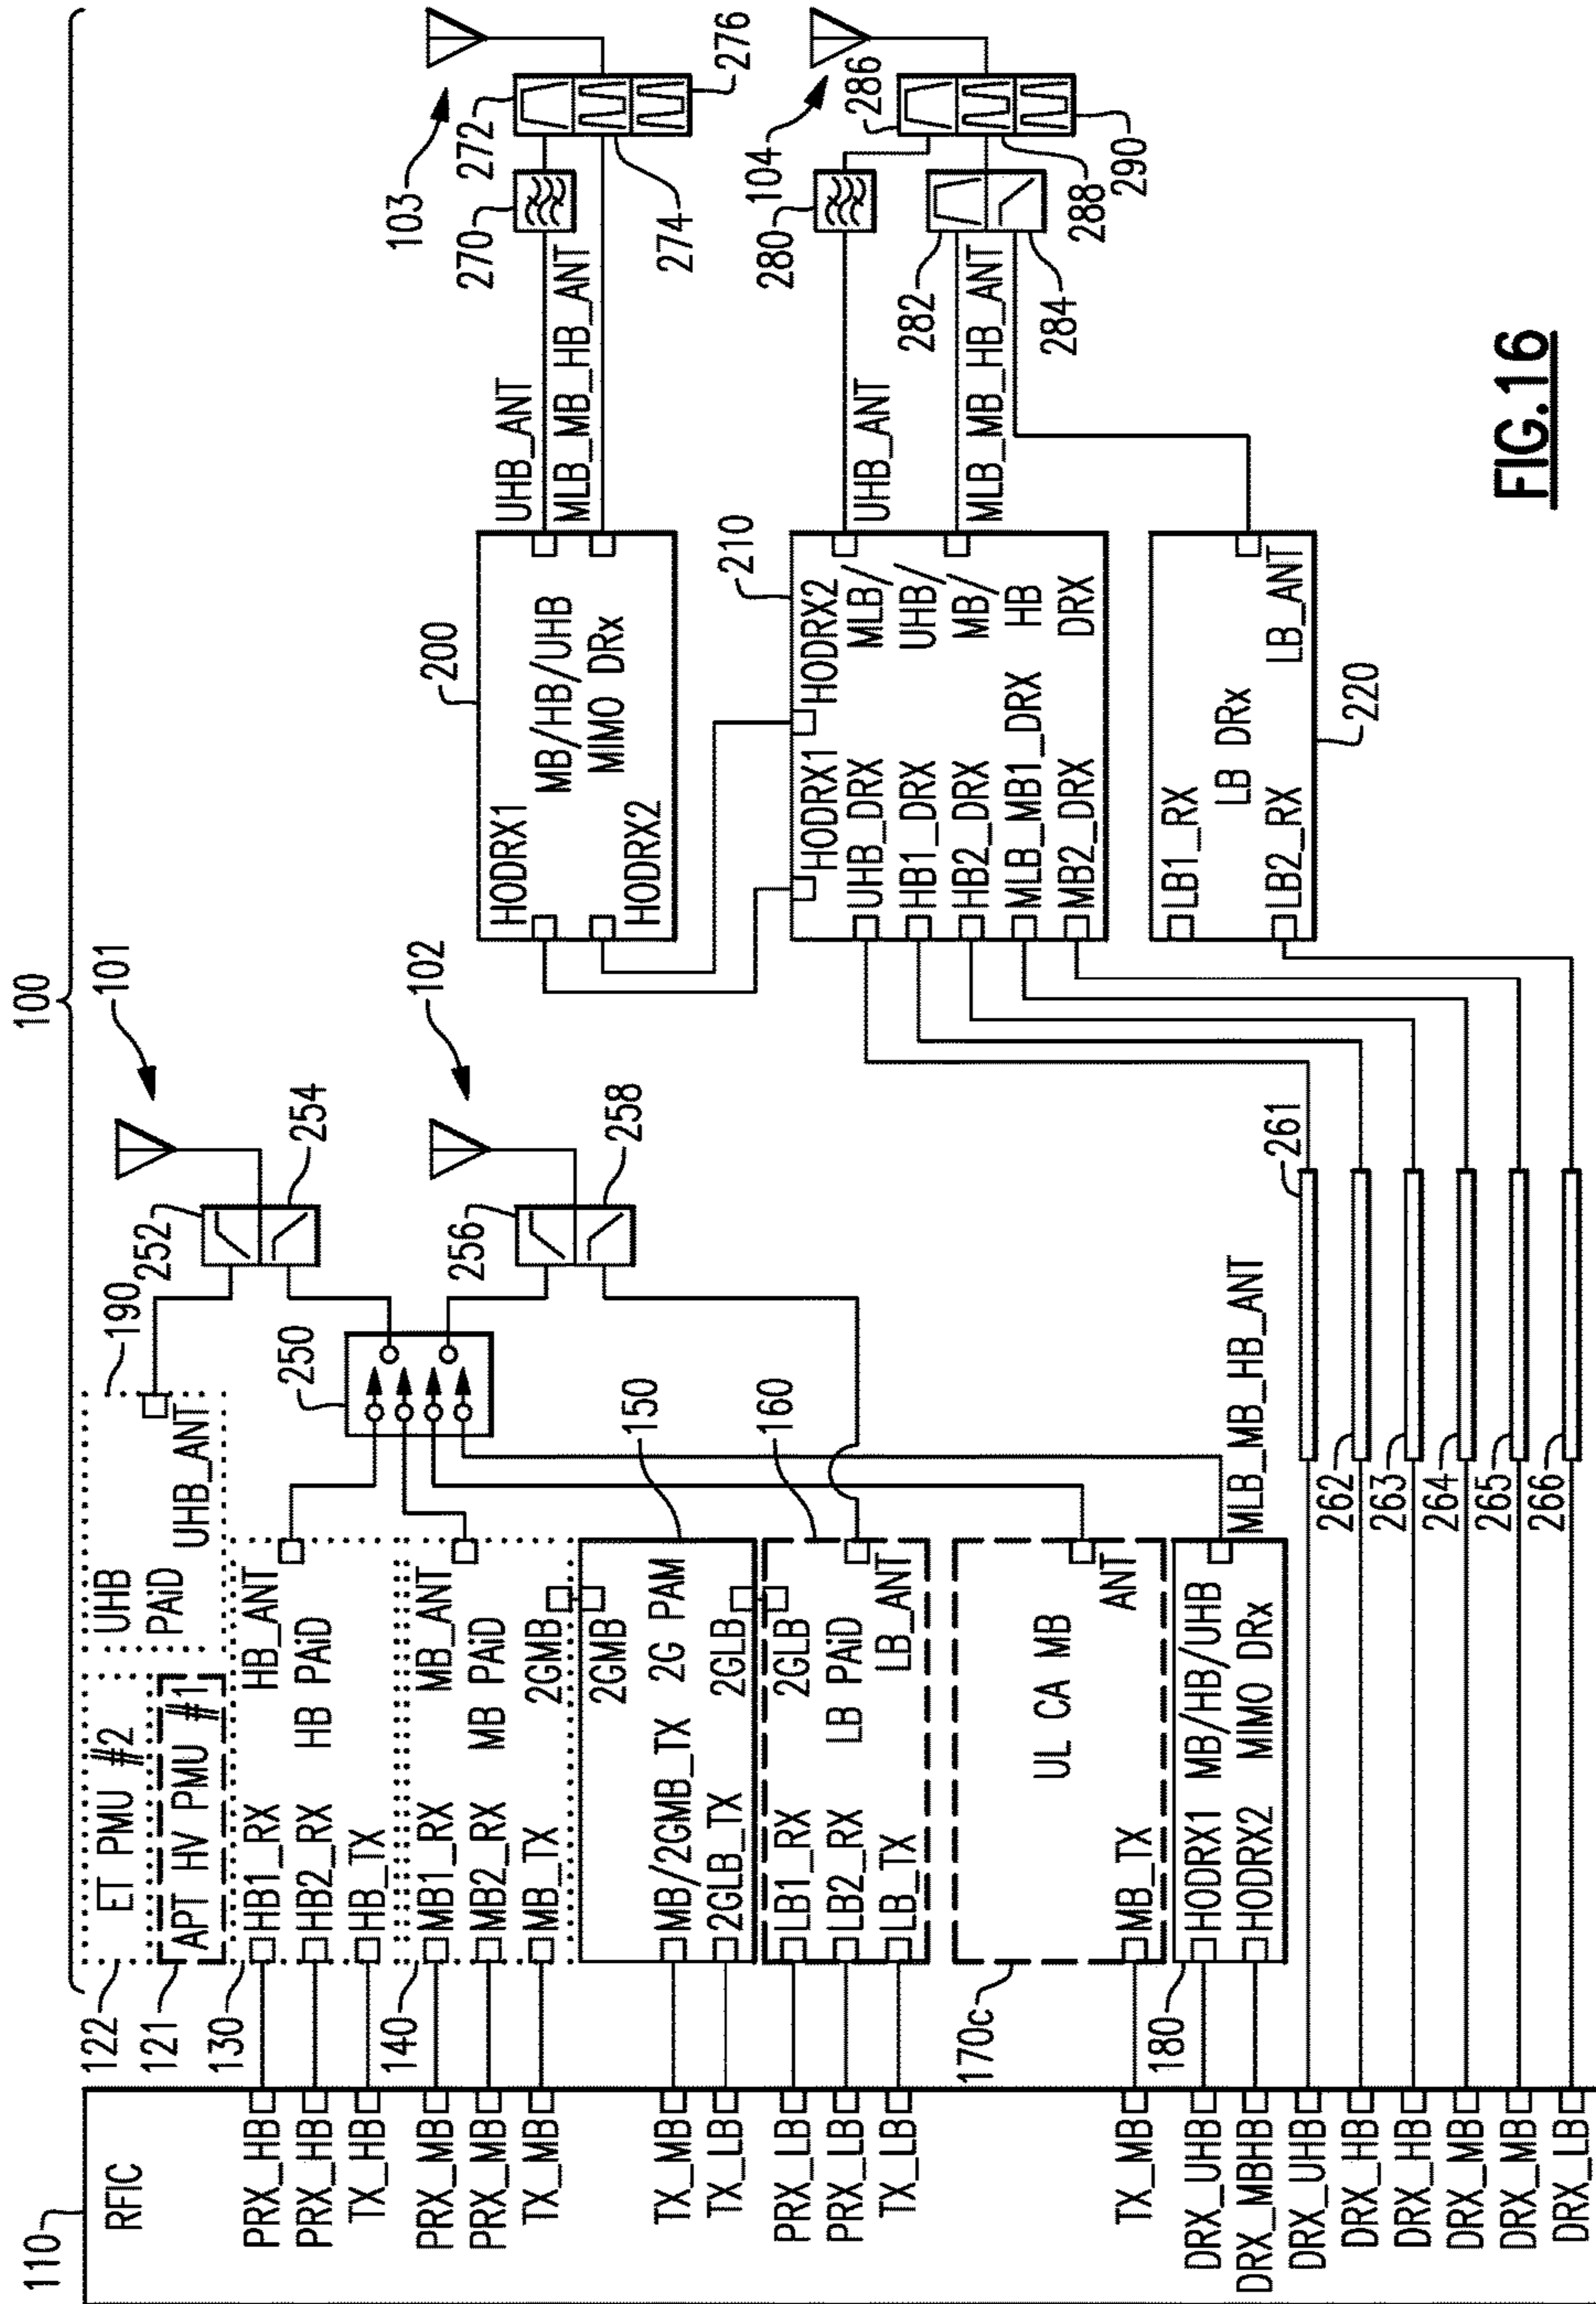 100
110
RFIC
PRX_HB
PRX_HB
TX_HB
PRX_MB
PRX_MB
TX_MB
TX_MB
TX_LB
PRX_LB
PRX_LB
TX_LB
TX_MB
DRX_UHB
DRX_MBHB
DRX_UHB
DRX_HB
DRX_HB
DRX_MB
DRX_MB
DRX_LB
122
ET PMU #2
121
APT HV PMU #1
190
UHB
PAiD
UHB_ANT
130
HB1_RX
HB2_RX
HB_TX
HB PAiD
HB_ANT
140
MB1_RX
MB2_RX
MB_TX
MB PAiD
MB_ANT
2GMB
150
2GMB
MB/2GMB_TX 2G PAM
2GLB_TX
2GLB
160
2GLB
LB1_RX
LB2_RX
LB_TX
LB PAiD
LB_ANT
170c
UL CA MB
MB_TX
ANT
180
HODRX1
HODRX2
MB/HB/UHB
MIMO DRx
MLB_MB_HB_ANT
250
252
254
101
256
258
102
261
262
263
264
265
266
200
HODRX1
MB/HB/UHB
MIMO DRx
HODRX2
UHB_ANT
MLB_MB_HB_ANT
270
272
274
276
103
210
HODRX1
HODRX2
UHB_DRX
HB1_DRX
HB2_DRX
MLB_MB1_DRX
MB2_DRX
MLB/
UHB/
MB/
HB
DRX
UHB_ANT
MLB_MB_HB_ANT
280
282
284
286
288
290
104
220
LB1_RX
LB DRx
LB2_RX
LB_ANT
FIG.16